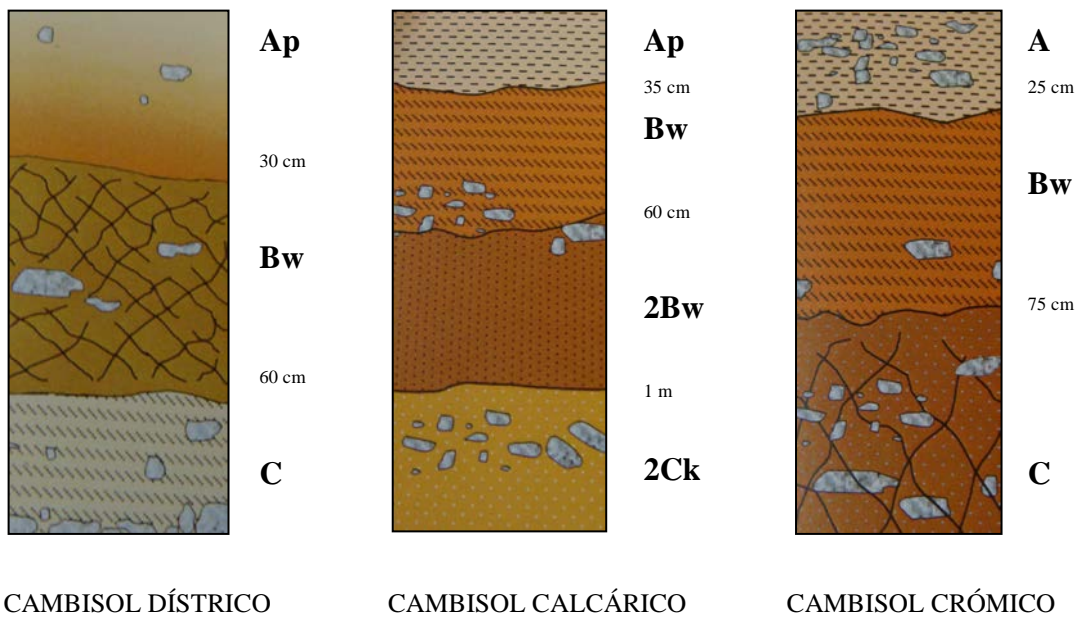 Ap
30 cm
Bw
60 cm
C
CAMBISOL DÍSTRICO
Ap
35 cm
Bw
60 cm
2Bw
1 m
2Ck
CAMBISOL CALCÁRICO
A
25 cm
Bw
75 cm
C
CAMBISOL CRÓMICO